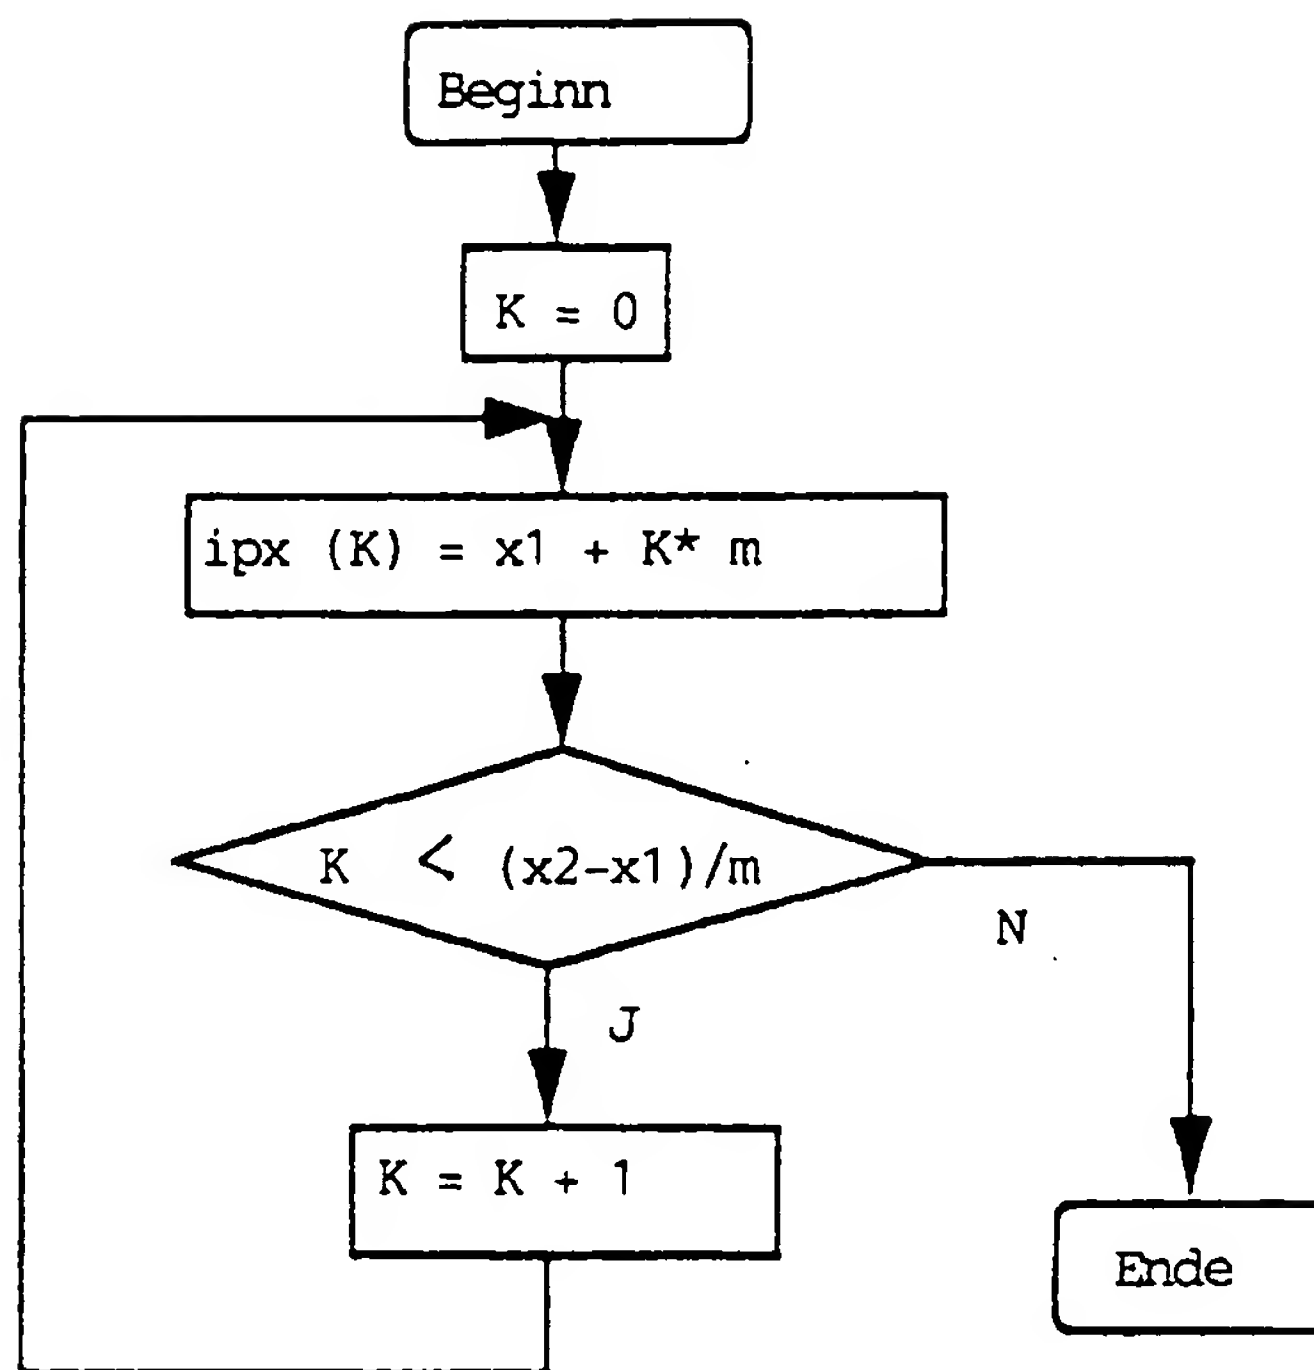 Beginn
K = 0
ipx (K) = x1 + K* m
K < (x2-x1)/m
N
J
K = K + 1
Ende